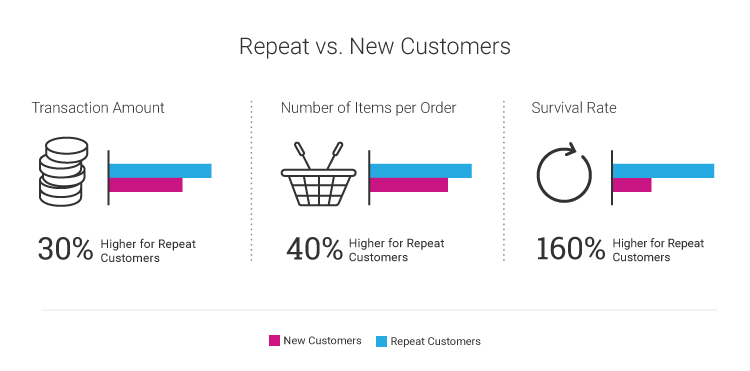 Repeat vs. New Customers
Transaction Amount
30% Higher for Repeat
Customers
Number of Items per Order
40% Higher for Repeat
Customers
Survival Rate
160% Higher for Repeat
Customers
New Customers
Repeat Customers